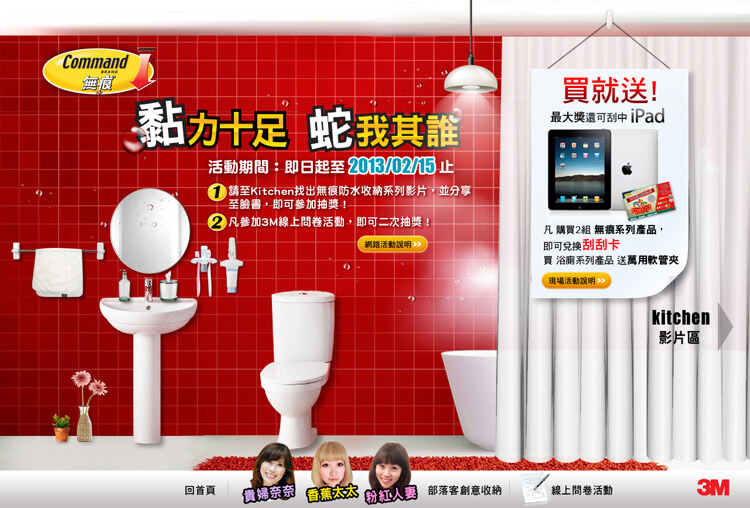 Command
BRAND
無痕
黏力十足 蛇我其誰
活動期間：即日起至 2013/02/15 止
1 請至Kitchen找出無痕防水收納系列影片，並分享
至臉書，即可參加抽獎！
2 凡參加3M線上問卷活動，即可二次抽獎！
網路活動說明 >>
買就送!
最大獎還可刮中 iPad
凡 購買2組 無痕系列產品，
即可兌換刮刮卡
買 浴廁系列產品 送萬用軟管夾
現場活動說明 >>
kitchen
影片區
回首頁
貴婦奈奈
香蕉太太
粉紅人妻
部落客創意收納
線上問卷活動
3M